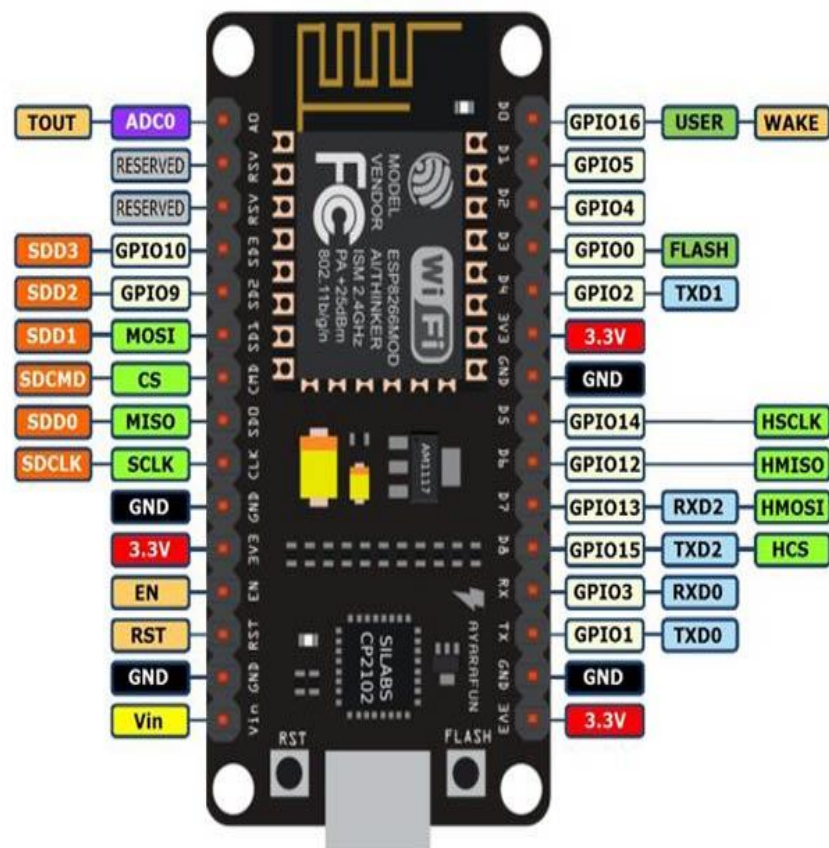 TOUT ADC0 A0 D0 GPIO16 USER WAKE
RESERVED RSV D1 GPIO5
RESERVED RSV D2 GPIO4
SDD3 GPIO10 SD3 D3 GPIO0 FLASH
SDD2 GPIO9 SD2 D4 GPIO2 TXD1
SDD1 MOSI SD1 3V3 3.3V
SDCMD CS CMD GND GND
SDD0 MISO SD0 D5 GPIO14 HSCLK
SDCLK SCLK CLK D6 GPIO12 HMISO
GND GND D7 GPIO13 RXD2 HMOSI
3.3V 3V3 D8 GPIO15 TXD2 HCS
EN EN RX GPIO3 RXD0
RST RST TX GPIO1 TXD0
GND GND GND GND
Vin Vin 3V3 3.3V
MODEL ESP8266MOD
VENDOR AI/THINKER
ISM 2.4GHz
PA +25dBm
802.11b/g/n
FC
Wi Fi
AM1117
SILABS
CP2102
AYARAFUN
RST FLASH